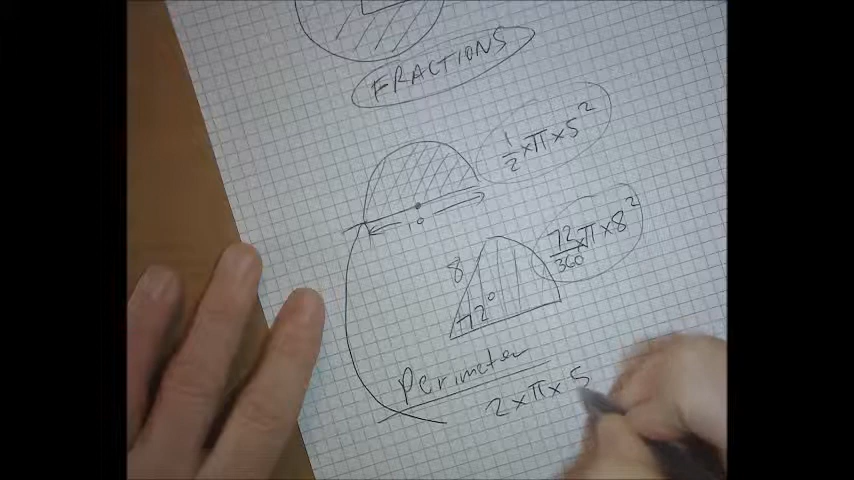 FRACTIONS
1/2 × π × 5²
10
72/360 × π × 8²
8
72°
Perimeter
2 × π × 5